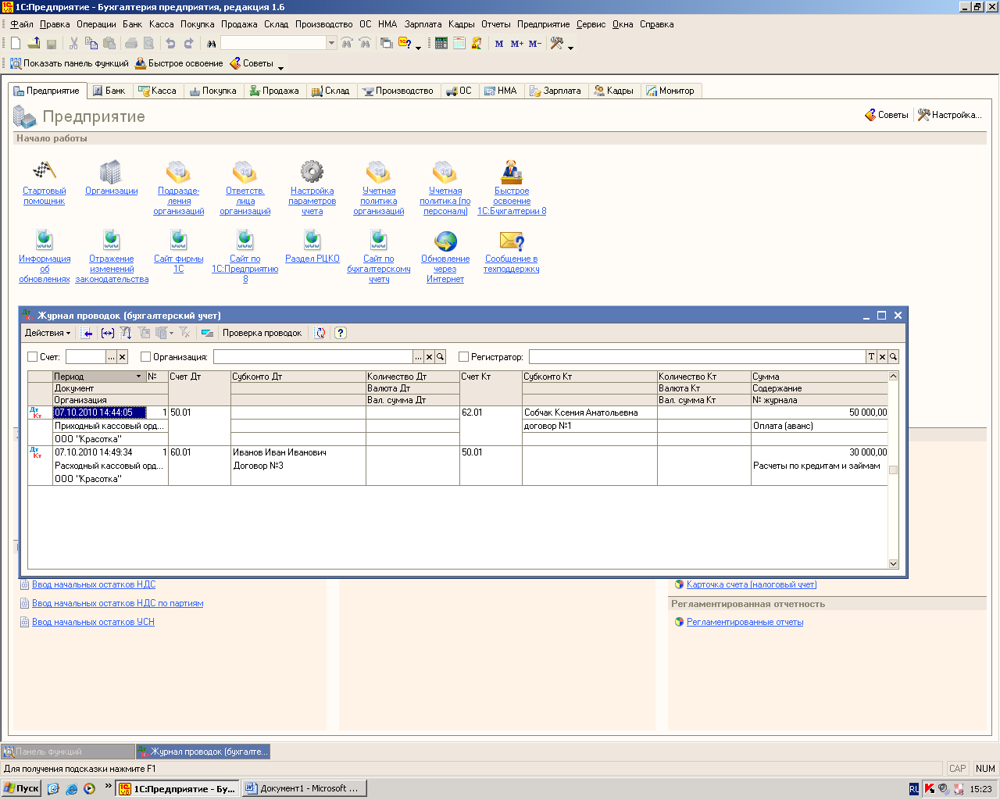 1С:Предприятие - Бухгалтерия предприятия, редакция 1.6
Файл Правка Операции Банк Касса Покупка Продажа Склад Производство ОС НМА Зарплата Кадры Отчеты Предприятие Сервис Окна Справка
M M+ M-
Показать панель функций Быстрое освоение Советы
Предприятие Банк Касса Покупка Продажа Склад Производство ОС НМА Зарплата Кадры Монитор
Предприятие
Советы Настройка...
Начало работы
Стартовый помощник
Организации
Подразде-ления организаций
Ответств. лица организаций
Настройка параметров учета
Учетная политика организаций
Учетная политика (по персоналу)
Быстрое освоение 1С:Бухгалтерии 8
Информация об обновлениях
Отражение изменений законодательства
Сайт фирмы 1С
Сайт по 1С:Предприятию 8
Раздел РЦКО
Сайт по бухгалтерскому учету
Обновление через Интернет
Сообщение в техподдержку
Журнал проводок (бухгалтерский учет)
Действия Проверка проводок
Счет: ... Организация: ... Регистратор: T
Период № Счет Дт Субконто Дт Количество Дт Счет Кт Субконто Кт Количество Кт Сумма
Документ Валюта Дт Валюта Кт Содержание
Организация Вал. сумма Дт Вал. сумма Кт № журнала
Дт Кт 07.10.2010 14:44:05 1 50.01 62.01 Собчак Ксения Анатольевна 50 000,00
Приходный кассовый орд... договор №1 Оплата (аванс)
ООО "Красотка"
Дт Кт 07.10.2010 14:49:34 1 60.01 Иванов Иван Иванович 50.01 30 000,00
Расходный кассовый орд... Договор №3 Расчеты по кредитам и займам
ООО "Красотка"
Ввод начальных остатков НДС
Ввод начальных остатков НДС по партиям
Ввод начальных остатков УСН
Карточка счета (налоговый учет)
Регламентированная отчетность
Регламентированные отчеты
Панель функций Журнал проводок (бухгалте...
Для получения подсказки нажмите F1 CAP NUM
Пуск » 1С:Предприятие - Бу... Документ1 - Microsoft ... RL 15:23